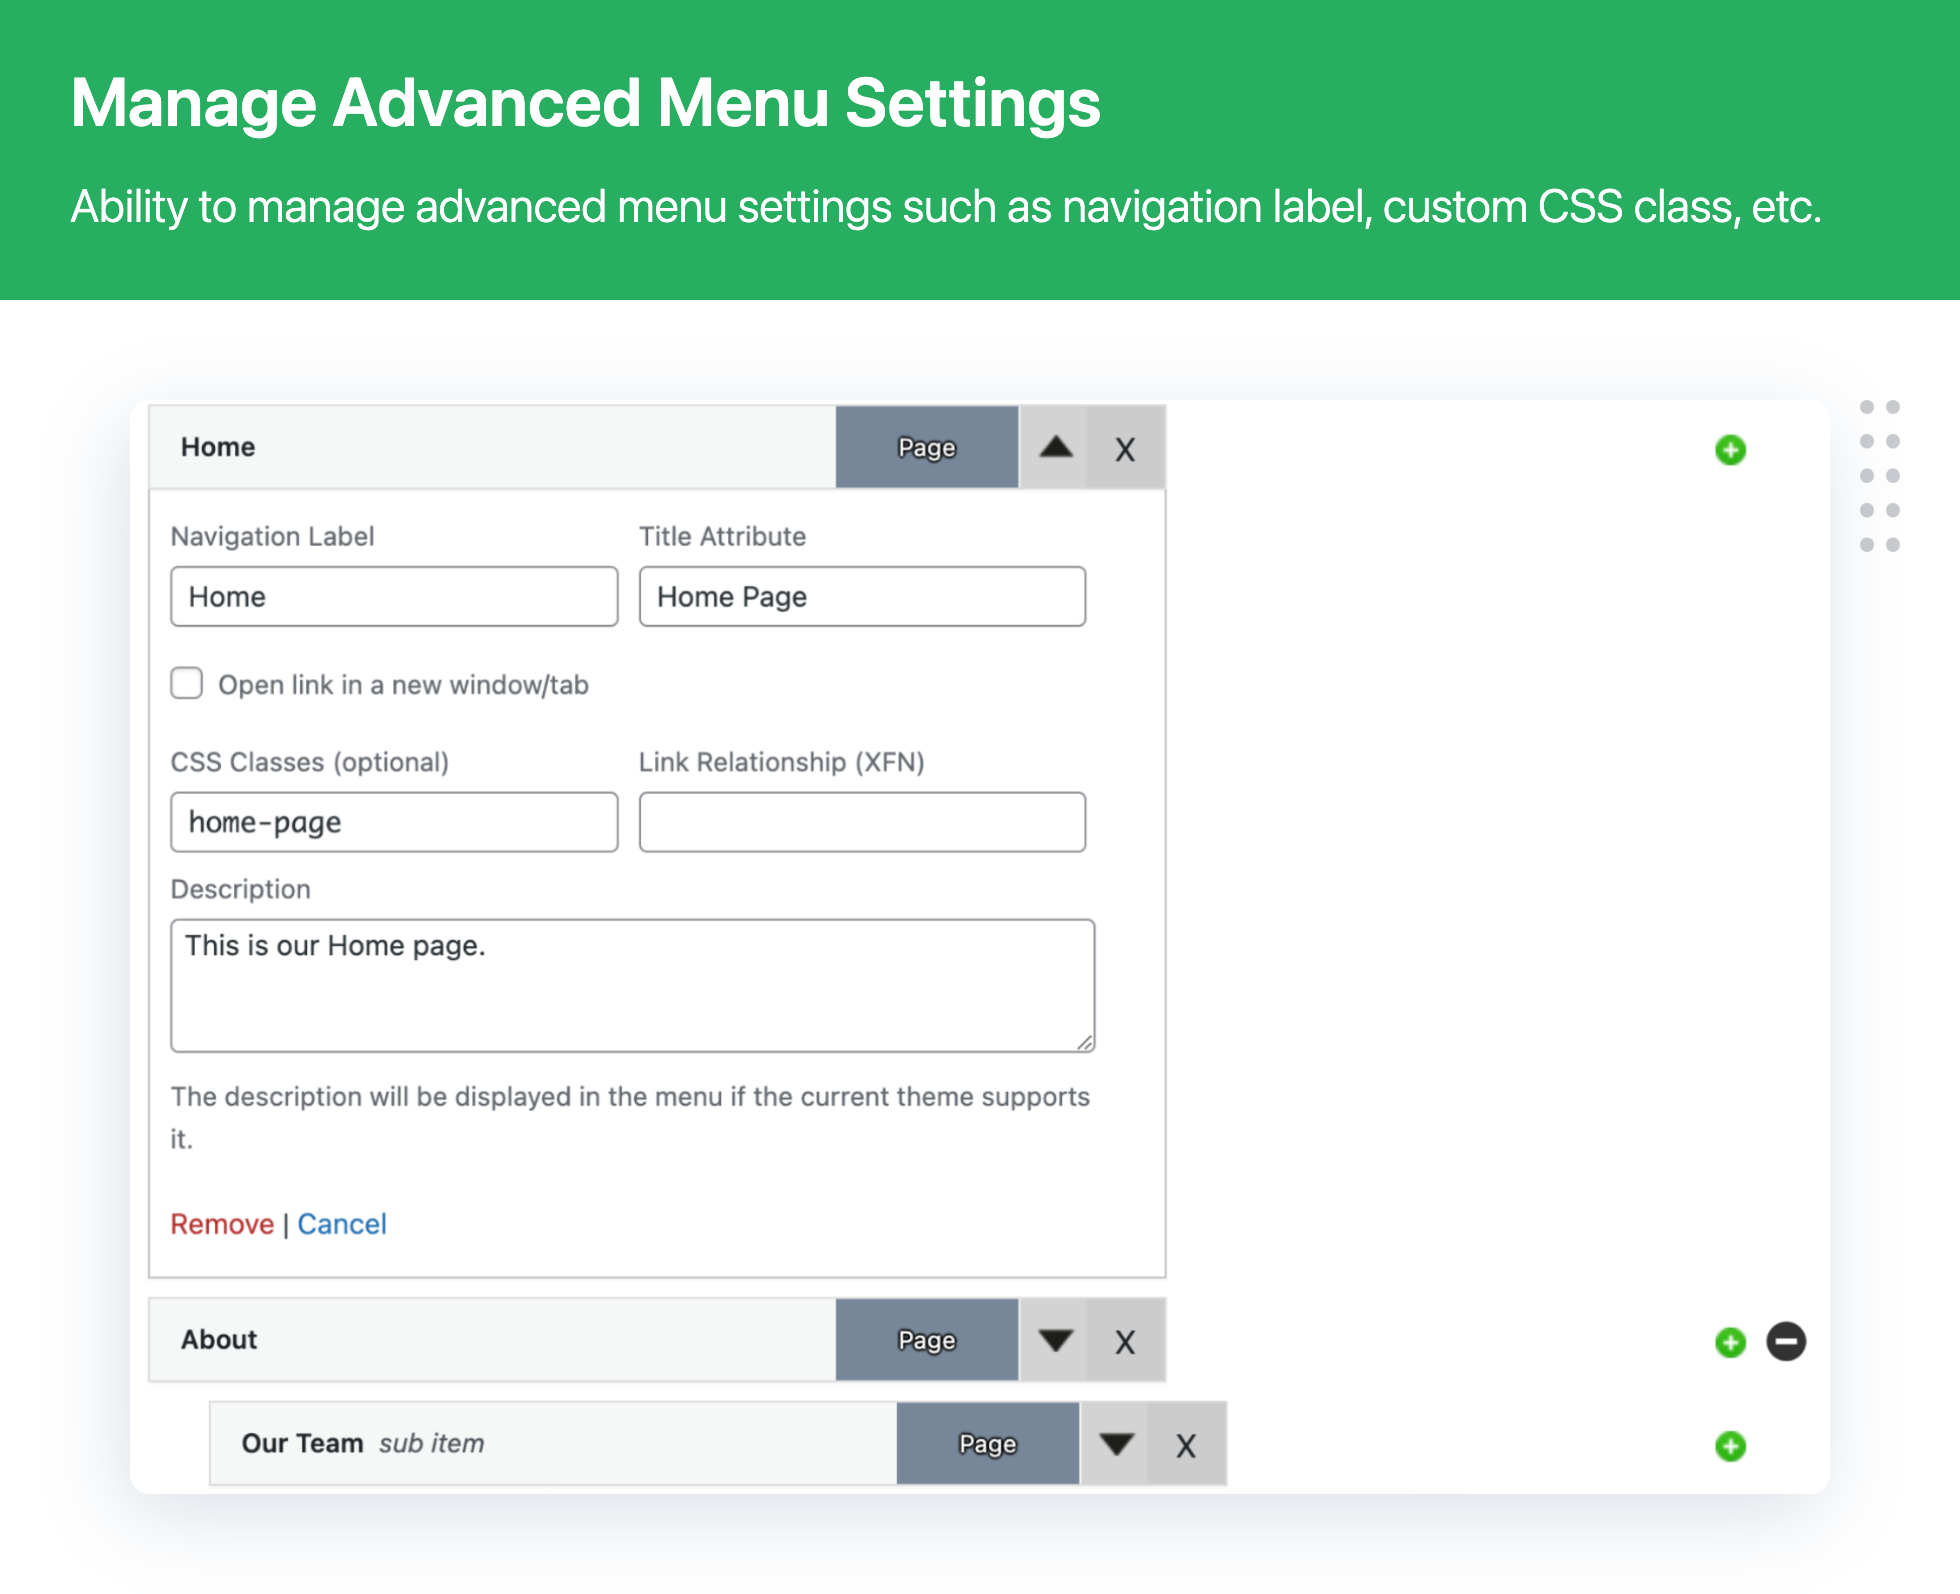 Manage Advanced Menu Settings
Ability to manage advanced menu settings such as navigation label, custom CSS class, etc.
Home Page X
Navigation Label Title Attribute
Home Home Page
Open link in a new window/tab
CSS Classes (optional) Link Relationship (XFN)
home-page
Description
This is our Home page.
The description will be displayed in the menu if the current theme supports
it.
Remove | Cancel
About Page X
Our Team sub item Page X